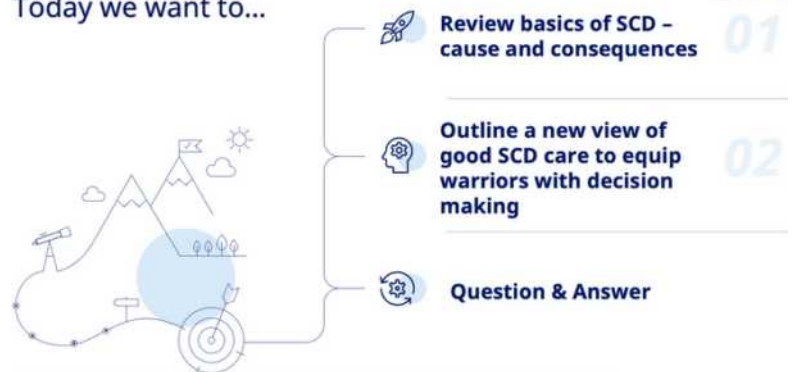 Today we want to...
Review basics of SCD –
cause and consequences
01
Outline a new view of
good SCD care to equip
warriors with decision
making
02
Question & Answer